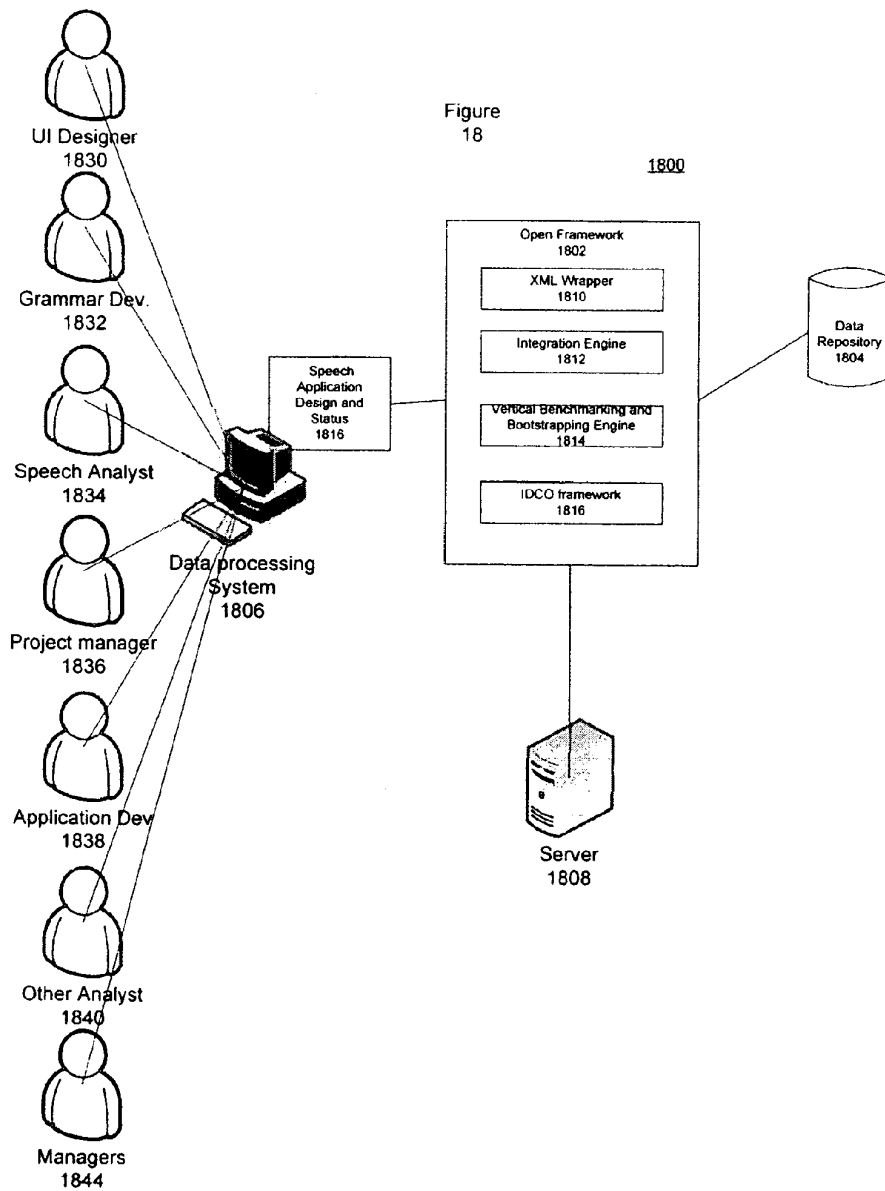 Figure
18
1800
UI Designer
1830
Grammar Dev.
1832
Speech Analyst
1834
Project manager
1836
Application Dev
1838
Other Analyst
1840
Managers
1844
Data processing
System
1806
Speech
Application
Design and
Status
1816
Open Framework
1802
XML Wrapper
1810
Integration Engine
1812
Vertical Benchmarking and
Bootstrapping Engine
1814
IDCO framework
1816
Data
Repository
1804
Server
1808